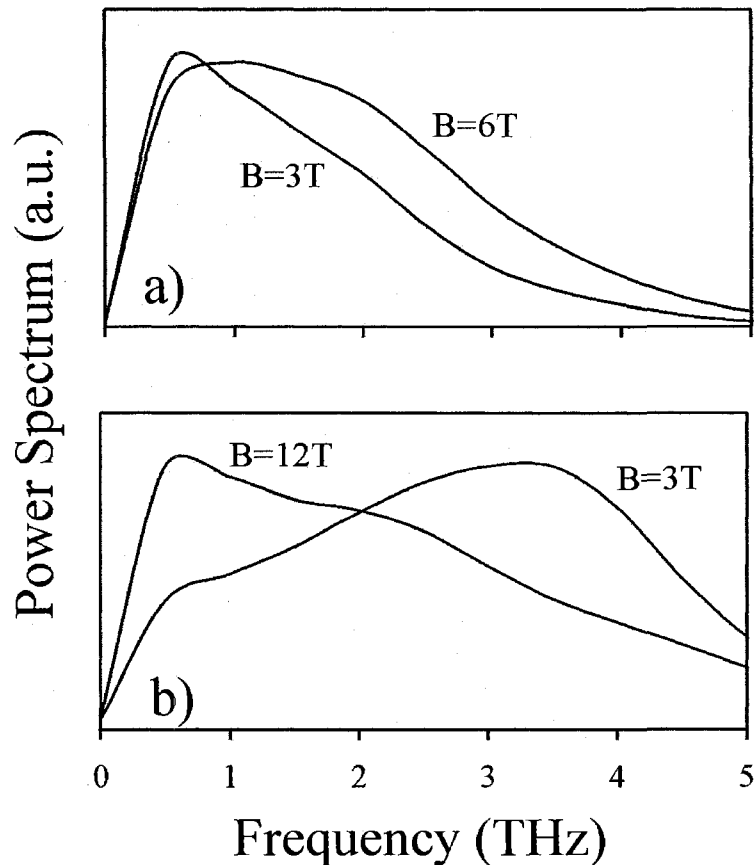 Power Spectrum (a.u.)
B=6T
B=3T
a)
B=12T
B=3T
b)
0 1 2 3 4 5
Frequency (THz)